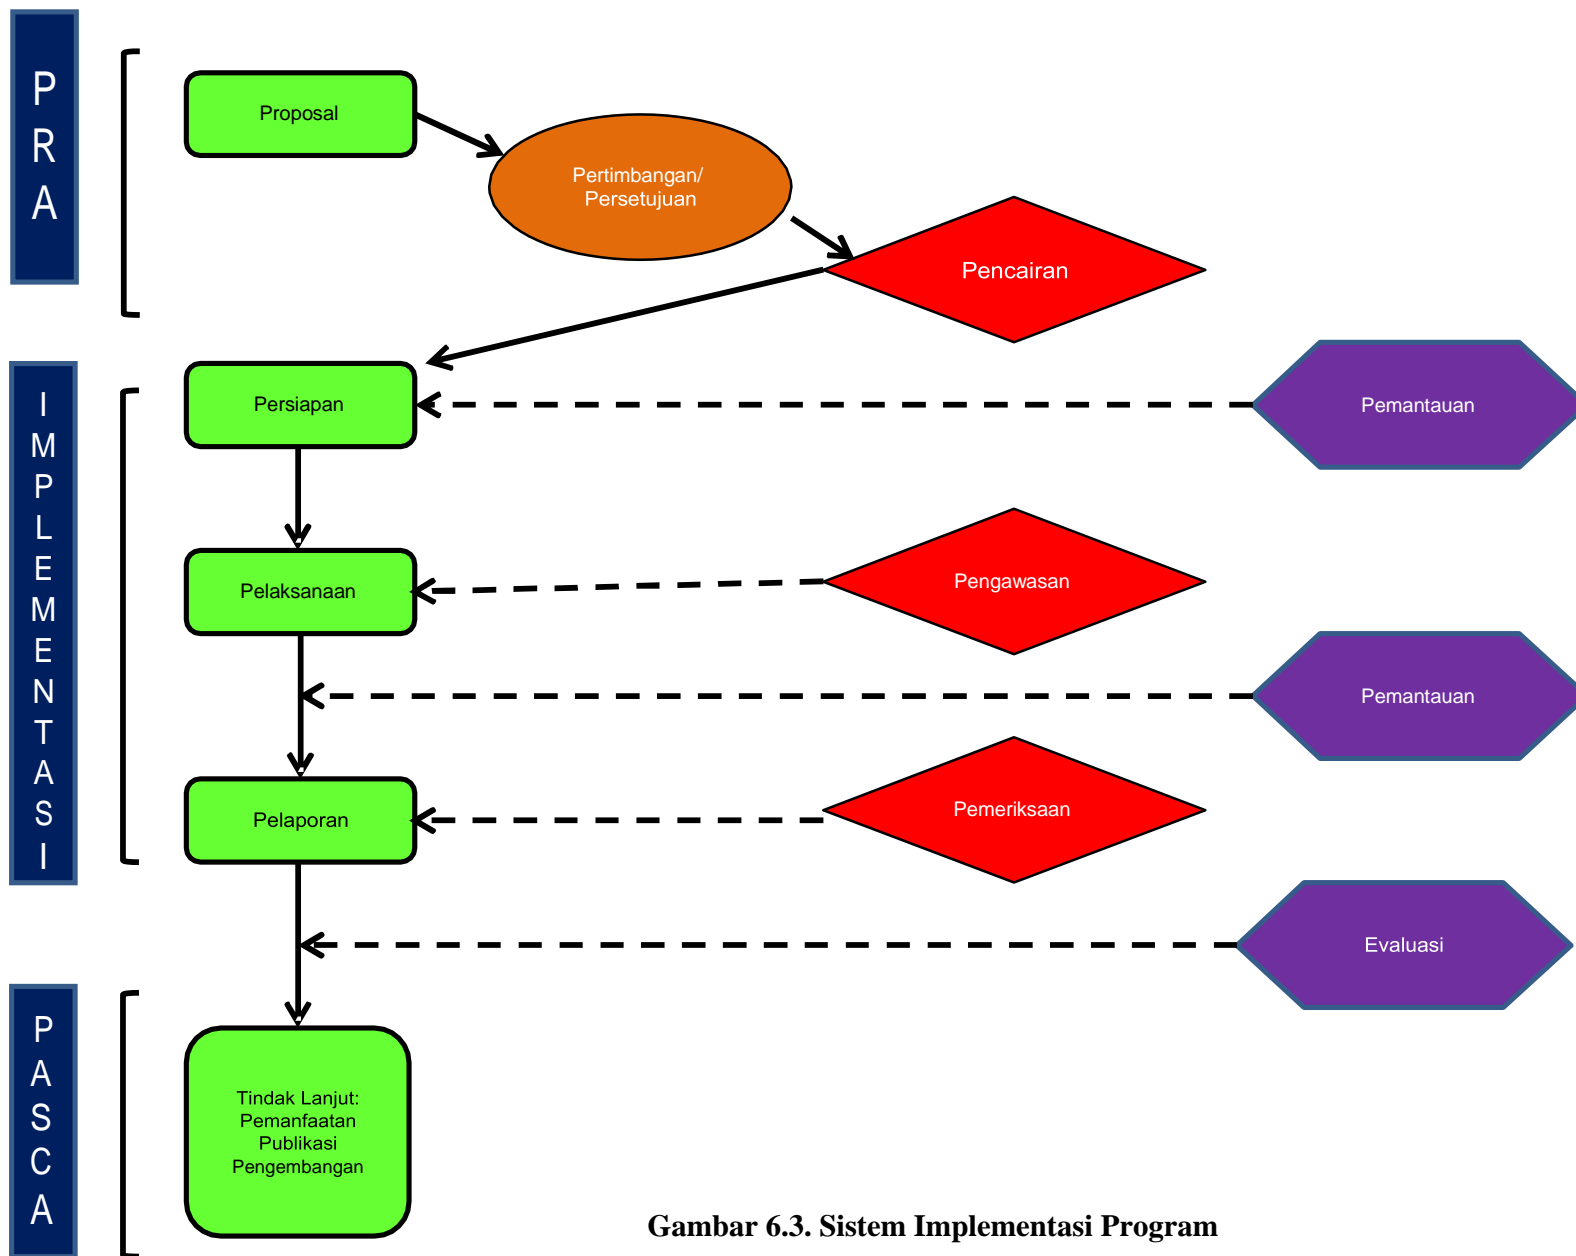 PRA
Proposal
Pertimbangan/
Persetujuan
Pencairan
IMPLEMENTASI
Persiapan
Pemantauan
Pelaksanaan
Pengawasan
Pemantauan
Pelaporan
Pemeriksaan
Evaluasi
PASCA
Tindak Lanjut:
Pemanfaatan
Publikasi
Pengembangan
Gambar 6.3. Sistem Implementasi Program